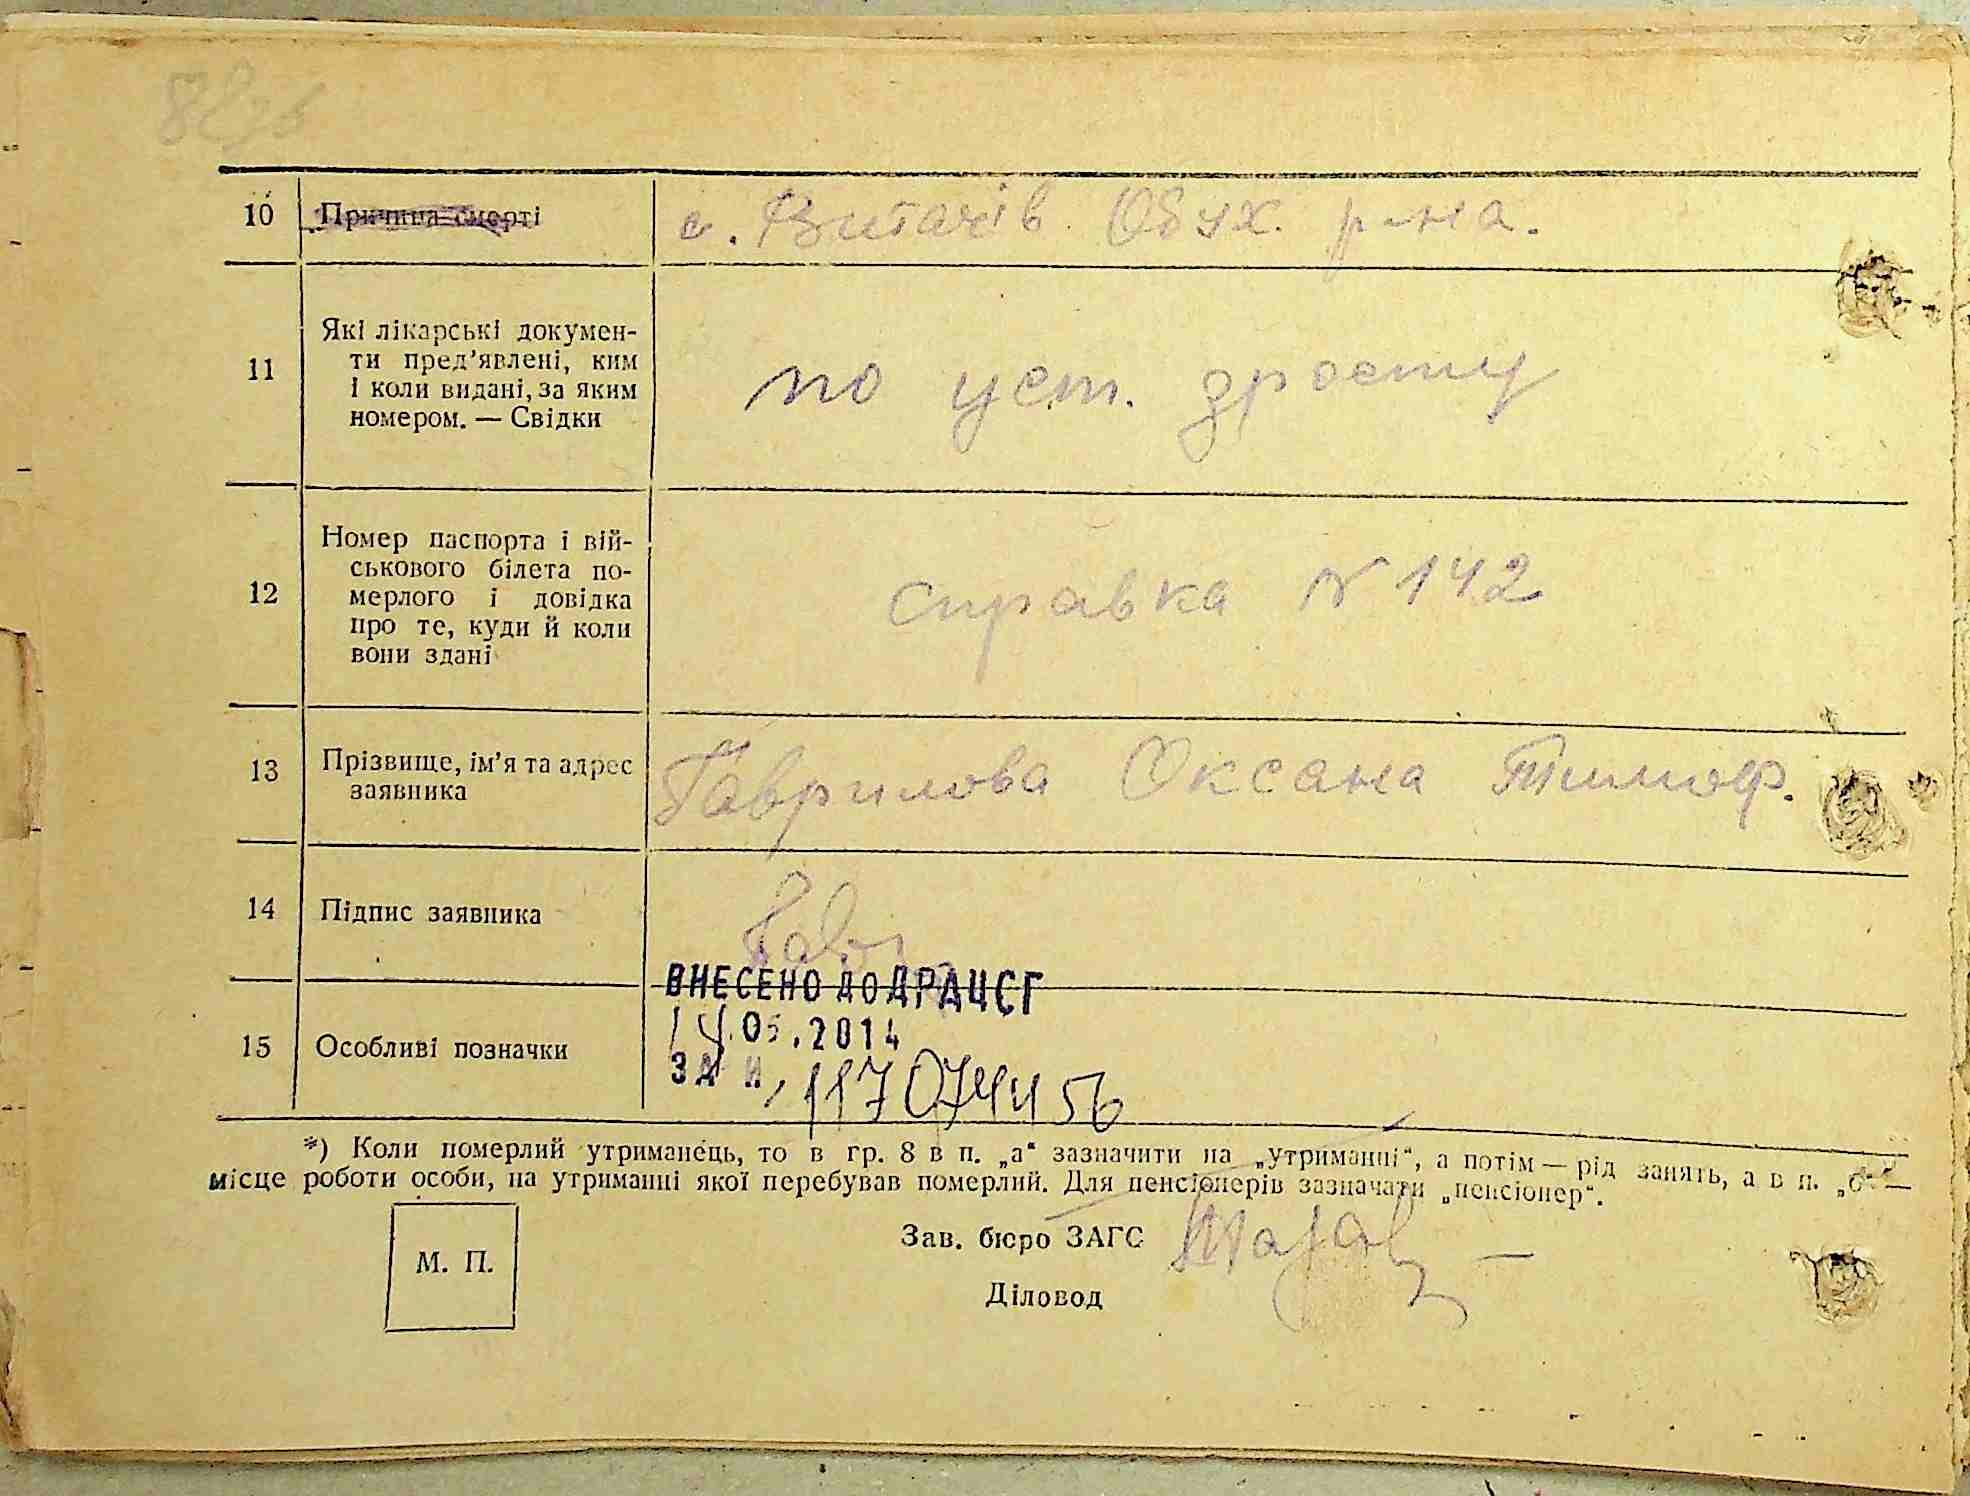 10
Причина смерті
с. Витачів Обух. р-на.
11
Які лікарські докумен-
ти пред’явлені, ким
і коли видані, за яким
номером. — Свідки
по уст.
12
Номер паспорта і вій-
ськового білета по-
мерлого і довідка
про те, куди й коли
вони здані
справка № 142
13
Прізвище, ім’я та адрес
заявника
Гаврилова Оксана Тимоф.
14
Підпис заявника
15
Особливі позначки
ВНЕСЕНО ДО ДРАЦСГ
14.05.2014
ЗА Н,
*) Коли померлий утриманець, то в гр. 8 в п. „а“ зазначити на „утриманні“, а потім — рід занять, а в п. „б“ —
місце роботи особи, на утриманні якої перебував померлий. Для пенсіонерів зазначати „пенсіонер“.
М. П.
Зав. бюро ЗАГС
Діловод